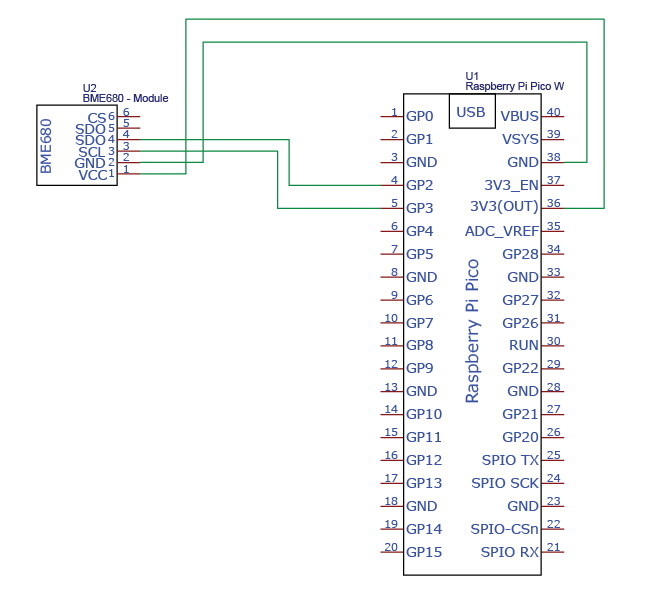 U2
BME680 - Module
BME680
CS 6 6
SDO 5 5
SDO 4 4
SCL 3 3
GND 2 2
VCC 1 1
U1
Raspberry Pi Pico W
USB
Raspberry Pi Pico
1 GP0 VBUS 40
2 GP1 VSYS 39
3 GND GND 38
4 GP2 3V3_EN 37
5 GP3 3V3(OUT) 36
6 GP4 ADC_VREF 35
7 GP5 GP28 34
8 GND GND 33
9 GP6 GP27 32
10 GP7 GP26 31
11 GP8 RUN 30
12 GP9 GP22 29
13 GND GND 28
14 GP10 GP21 27
15 GP11 GP20 26
16 GP12 SPIO TX 25
17 GP13 SPIO SCK 24
18 GND GND 23
19 GP14 SPIO-CSn 22
20 GP15 SPIO RX 21